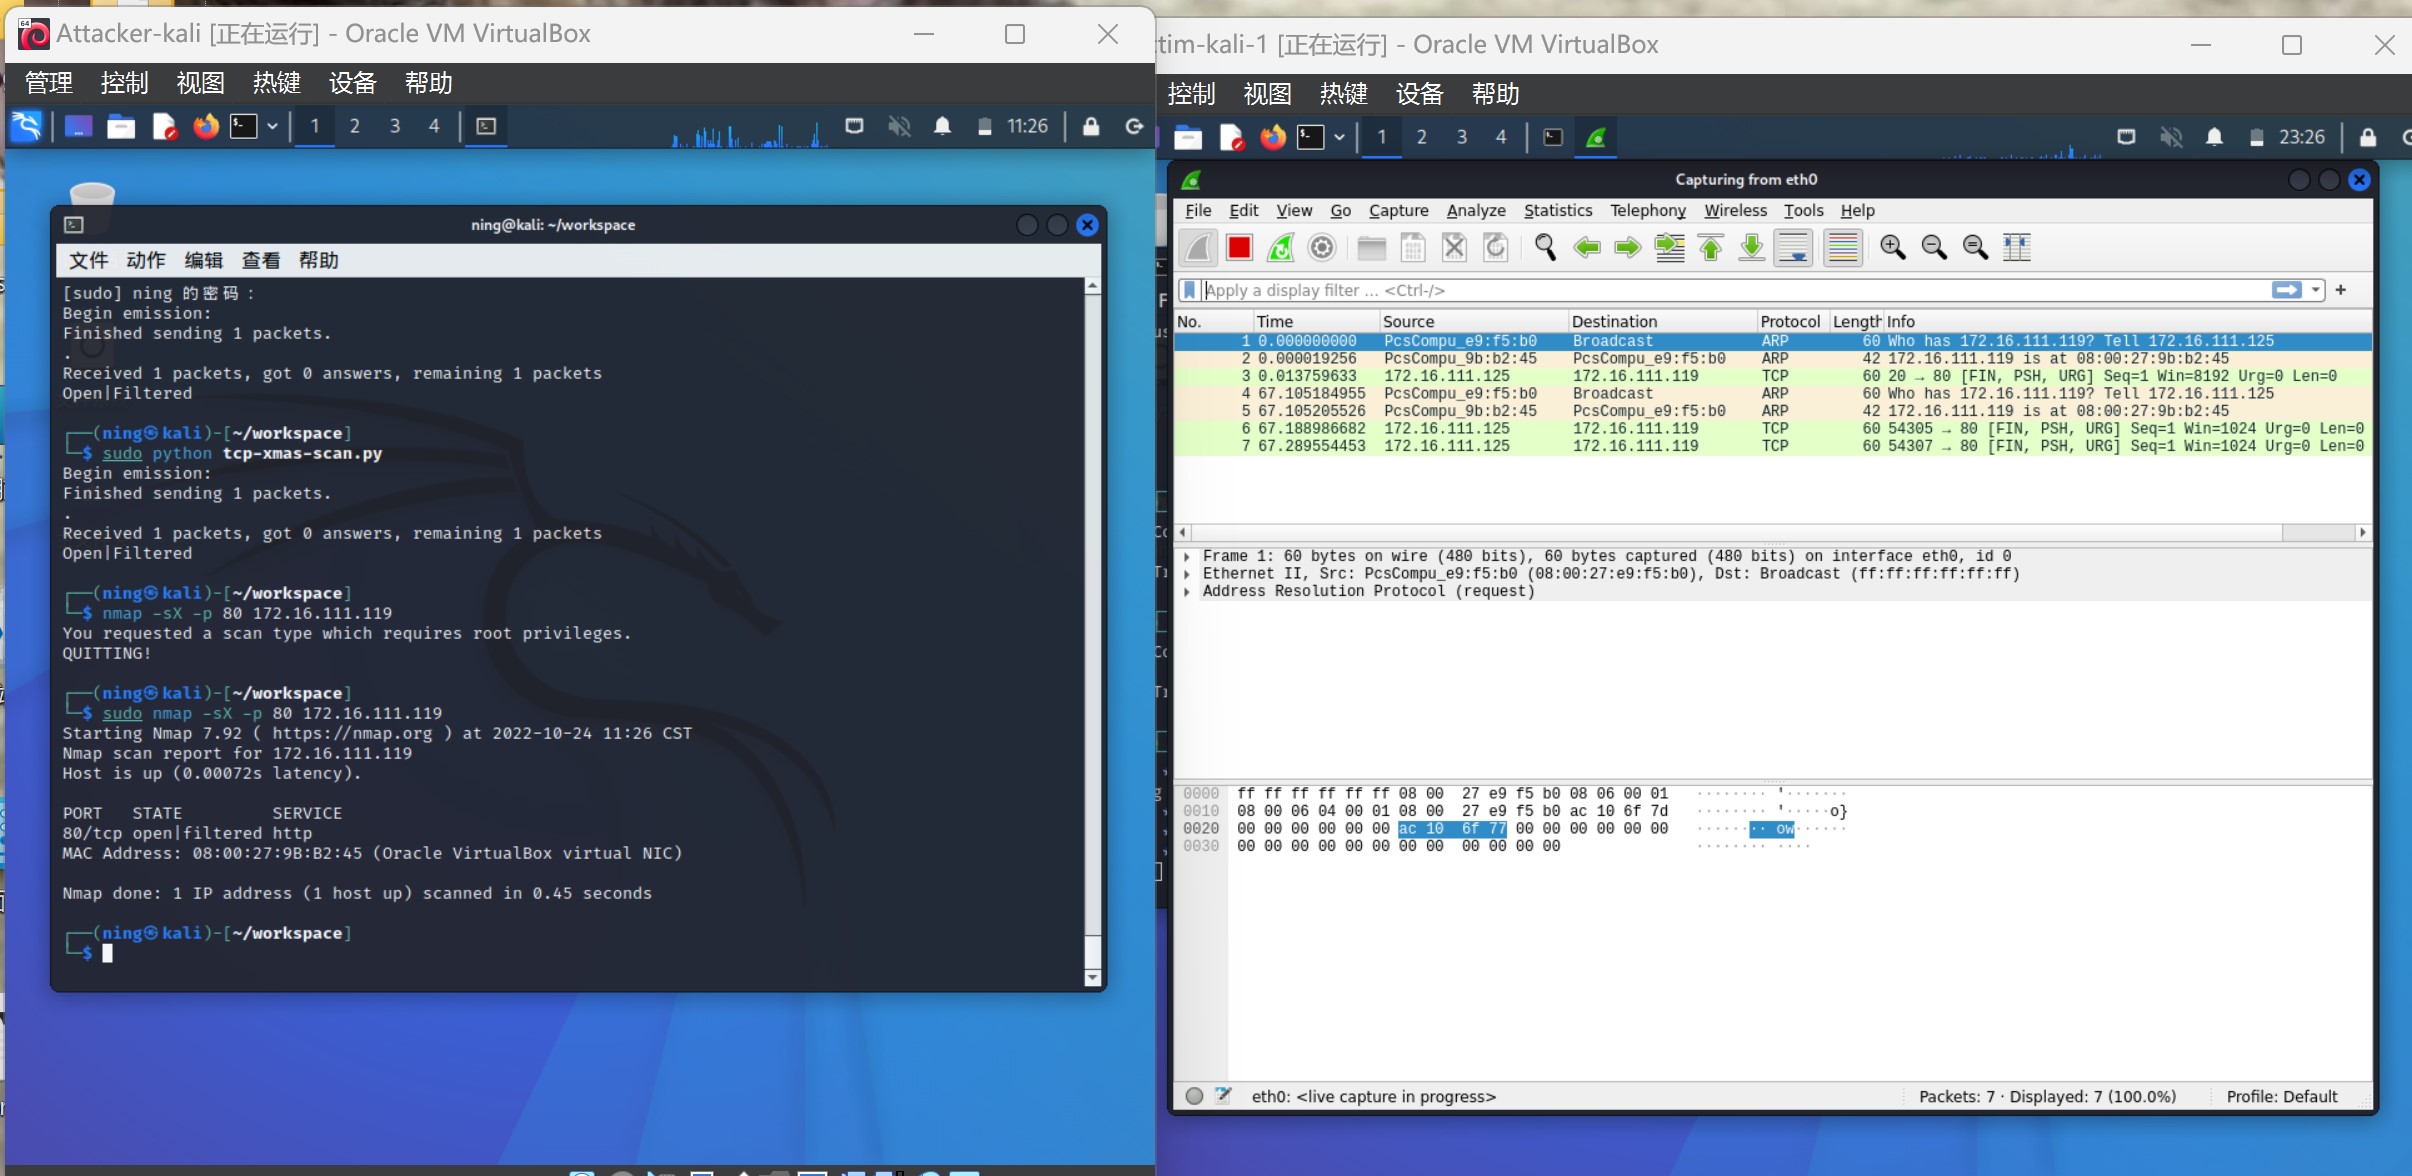 Attacker-kali [正在运行] - Oracle VM VirtualBox
管理 控制 视图 热键 设备 帮助
1 2 3 4 11:26
ning@kali: ~/workspace
文件 动作 编辑 查看 帮助
[sudo] ning 的密码：
Begin emission:
Finished sending 1 packets.
.
Received 1 packets, got 0 answers, remaining 1 packets
Open|Filtered
┌──(ning㉿kali)-[~/workspace]
└─$ sudo python tcp-xmas-scan.py
Begin emission:
Finished sending 1 packets.
.
Received 1 packets, got 0 answers, remaining 1 packets
Open|Filtered
┌──(ning㉿kali)-[~/workspace]
└─$ nmap -sX -p 80 172.16.111.119
You requested a scan type which requires root privileges.
QUITTING!
┌──(ning㉿kali)-[~/workspace]
└─$ sudo nmap -sX -p 80 172.16.111.119
Starting Nmap 7.92 ( https://nmap.org ) at 2022-10-24 11:26 CST
Nmap scan report for 172.16.111.119
Host is up (0.00072s latency).
PORT STATE SERVICE
80/tcp open|filtered http
MAC Address: 08:00:27:9B:B2:45 (Oracle VirtualBox virtual NIC)
Nmap done: 1 IP address (1 host up) scanned in 0.45 seconds
┌──(ning㉿kali)-[~/workspace]
└─$
tim-kali-1 [正在运行] - Oracle VM VirtualBox
控制 视图 热键 设备 帮助
1 2 3 4 23:26
Capturing from eth0
File Edit View Go Capture Analyze Statistics Telephony Wireless Tools Help
Apply a display filter ... <Ctrl-/>
No. Time Source Destination Protocol Length Info
1 0.000000000 PcsCompu_e9:f5:b0 Broadcast ARP 60 Who has 172.16.111.119? Tell 172.16.111.125
2 0.000019256 PcsCompu_9b:b2:45 PcsCompu_e9:f5:b0 ARP 42 172.16.111.119 is at 08:00:27:9b:b2:45
3 0.013759633 172.16.111.125 172.16.111.119 TCP 60 20 → 80 [FIN, PSH, URG] Seq=1 Win=8192 Urg=0 Len=0
4 67.105184955 PcsCompu_e9:f5:b0 Broadcast ARP 60 Who has 172.16.111.119? Tell 172.16.111.125
5 67.105205526 PcsCompu_9b:b2:45 PcsCompu_e9:f5:b0 ARP 42 172.16.111.119 is at 08:00:27:9b:b2:45
6 67.188986682 172.16.111.125 172.16.111.119 TCP 60 54305 → 80 [FIN, PSH, URG] Seq=1 Win=1024 Urg=0 Len=0
7 67.289554453 172.16.111.125 172.16.111.119 TCP 60 54307 → 80 [FIN, PSH, URG] Seq=1 Win=1024 Urg=0 Len=0
Frame 1: 60 bytes on wire (480 bits), 60 bytes captured (480 bits) on interface eth0, id 0
Ethernet II, Src: PcsCompu_e9:f5:b0 (08:00:27:e9:f5:b0), Dst: Broadcast (ff:ff:ff:ff:ff:ff)
Address Resolution Protocol (request)
0000 ff ff ff ff ff ff 08 00 27 e9 f5 b0 08 06 00 01 ········ '·······
0010 08 00 06 04 00 01 08 00 27 e9 f5 b0 ac 10 6f 7d ········ '·····o}
0020 00 00 00 00 00 00 ac 10 6f 77 00 00 00 00 00 00 ········ ow······
0030 00 00 00 00 00 00 00 00 00 00 00 00 ········ ····
eth0: <live capture in progress> Packets: 7 · Displayed: 7 (100.0%) Profile: Default